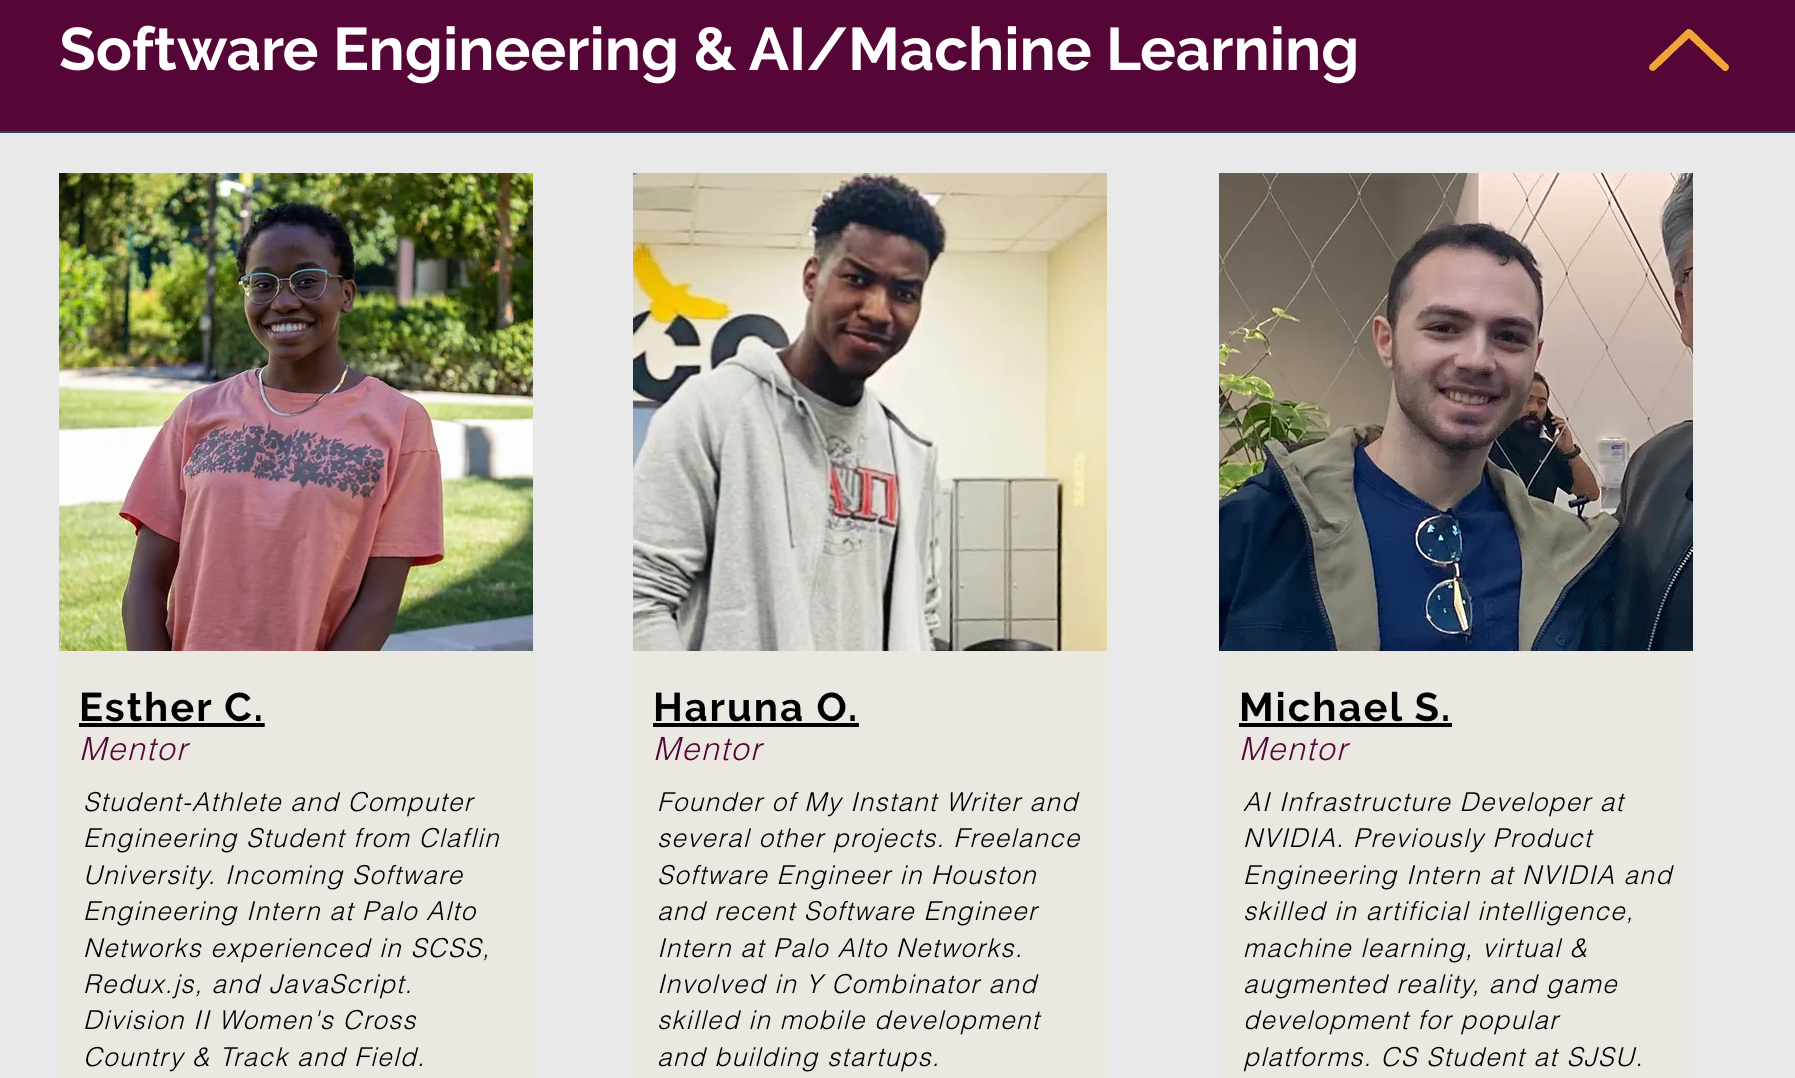 Software Engineering & AI/Machine Learning
CO
ΑΠ
Esther C.
Mentor
Student-Athlete and Computer
Engineering Student from Claflin
University. Incoming Software
Engineering Intern at Palo Alto
Networks experienced in SCSS,
Redux.js, and JavaScript.
Division II Women's Cross
Country & Track and Field.
Haruna O.
Mentor
Founder of My Instant Writer and
several other projects. Freelance
Software Engineer in Houston
and recent Software Engineer
Intern at Palo Alto Networks.
Involved in Y Combinator and
skilled in mobile development
and building startups.
Michael S.
Mentor
AI Infrastructure Developer at
NVIDIA. Previously Product
Engineering Intern at NVIDIA and
skilled in artificial intelligence,
machine learning, virtual &
augmented reality, and game
development for popular
platforms. CS Student at SJSU.